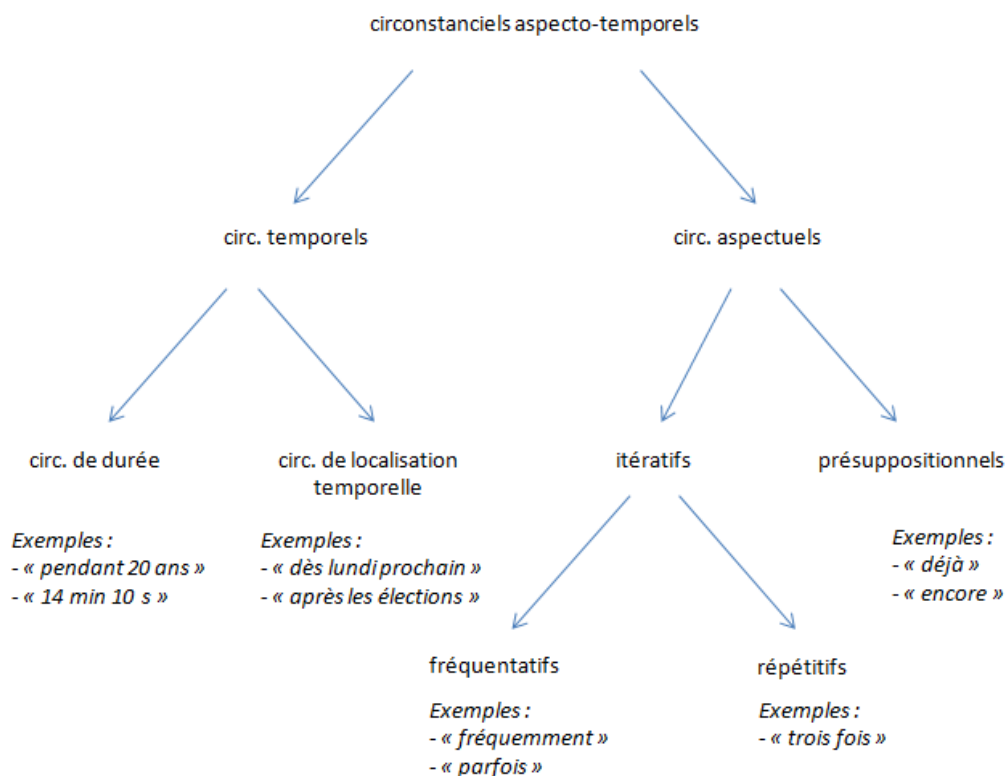 circonstanciels aspecto-temporels
circ. temporels
circ. aspectuels
circ. de durée
circ. de localisation
temporelle
itératifs
présuppositionnels
Exemples :
- « pendant 20 ans »
- « 14 min 10 s »
Exemples :
- « dès lundi prochain »
- « après les élections »
Exemples :
- « déjà »
- « encore »
fréquentatifs
répétitifs
Exemples :
- « fréquemment »
- « parfois »
Exemples :
- « trois fois »